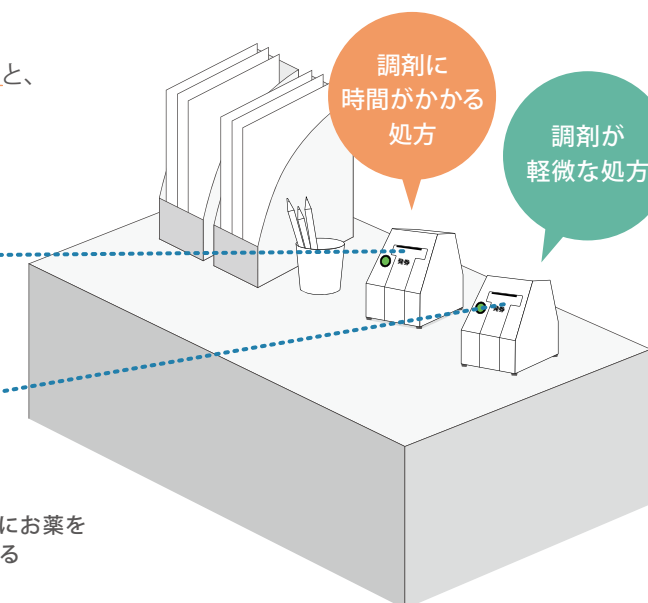 と、
調剤に
時間がかかる
処方
調剤が
軽微な処方
発券
発券
にお薬を
る